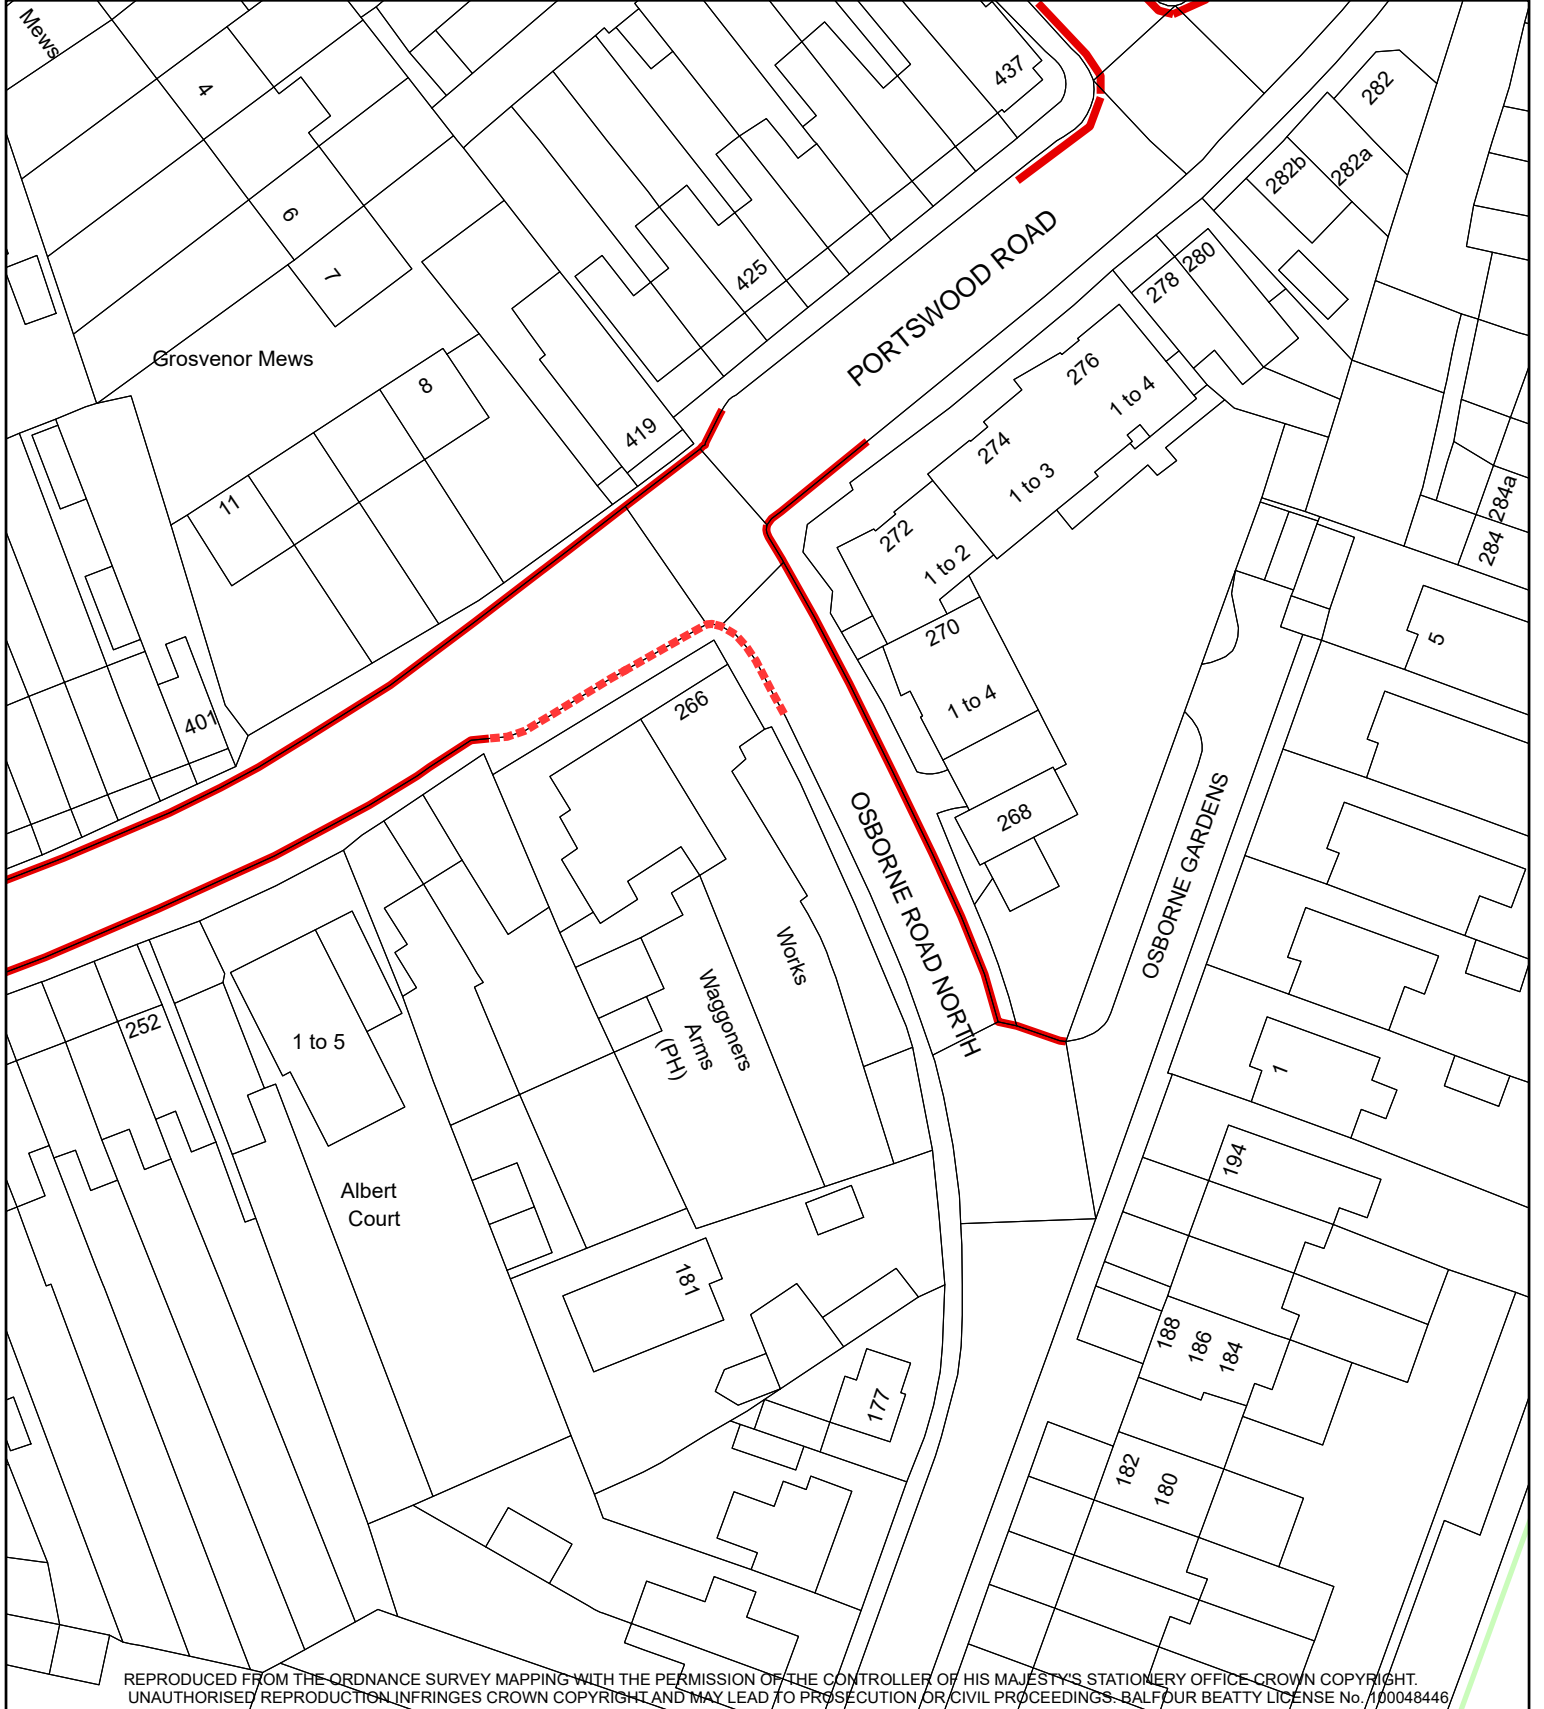 Mews
4
6
7
Grosvenor Mews
8
11
401
419
425
437
PORTSWOOD ROAD
282
282a
282b
280
278
276
1 to 4
274
1 to 3
272
1 to 2
270
1 to 4
268
266
284a
284
5
OSBORNE ROAD NORTH
OSBORNE GARDENS
Works
Waggoners
Arms
(PH)
252
1 to 5
Albert
Court
1
194
181
188
186
184
177
182
180
REPRODUCED FROM THE ORDNANCE SURVEY MAPPING WITH THE PERMISSION OF THE CONTROLLER OF HIS MAJESTY'S STATIONERY OFFICE CROWN COPYRIGHT.
UNAUTHORISED REPRODUCTION INFRINGES CROWN COPYRIGHT AND MAY LEAD TO PROSECUTION OR CIVIL PROCEEDINGS. BALFOUR BEATTY LICENSE No. 100048446